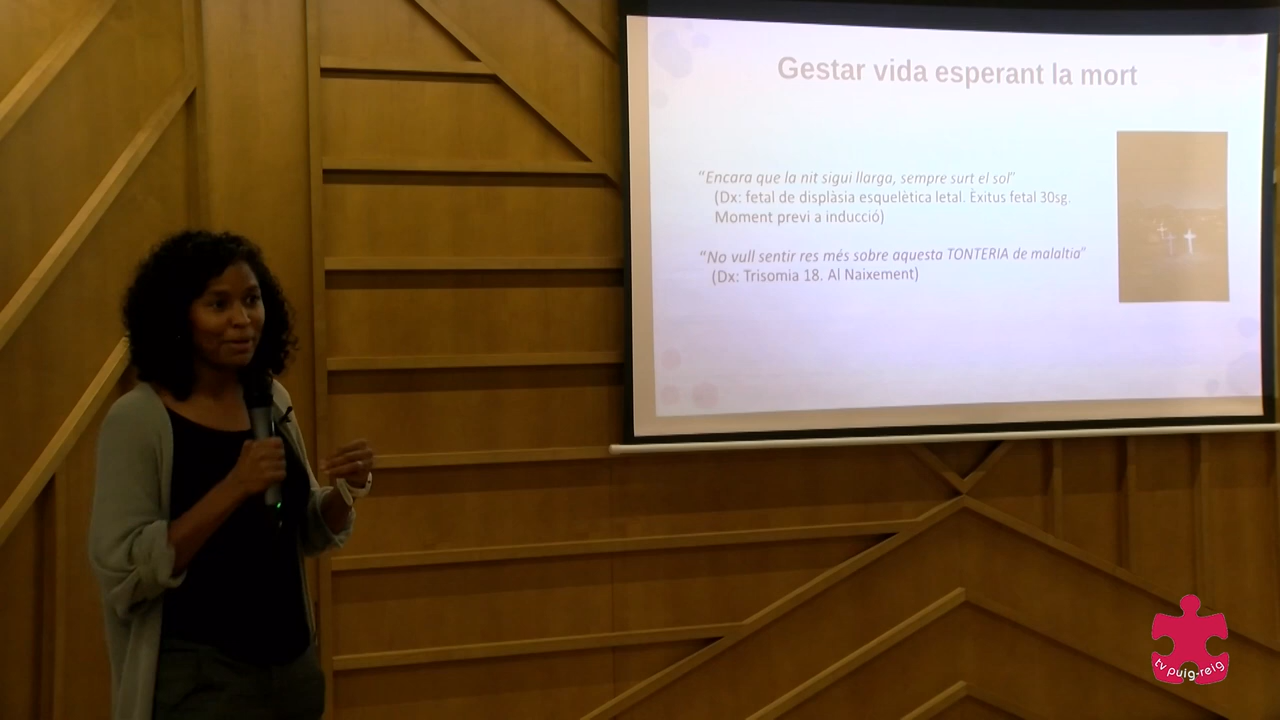 Gestar vida esperant la mort
"Encara que la nit sigui llarga, sempre surt el sol"
(Dx: fetal de displàsia esquelètica letal. Èxitus fetal 30sg.
Moment previ a inducció)
"No vull sentir res més sobre aquesta TONTERIA de malaltia"
(Dx: Trisomia 18. Al Naixement)
tv puig-reig